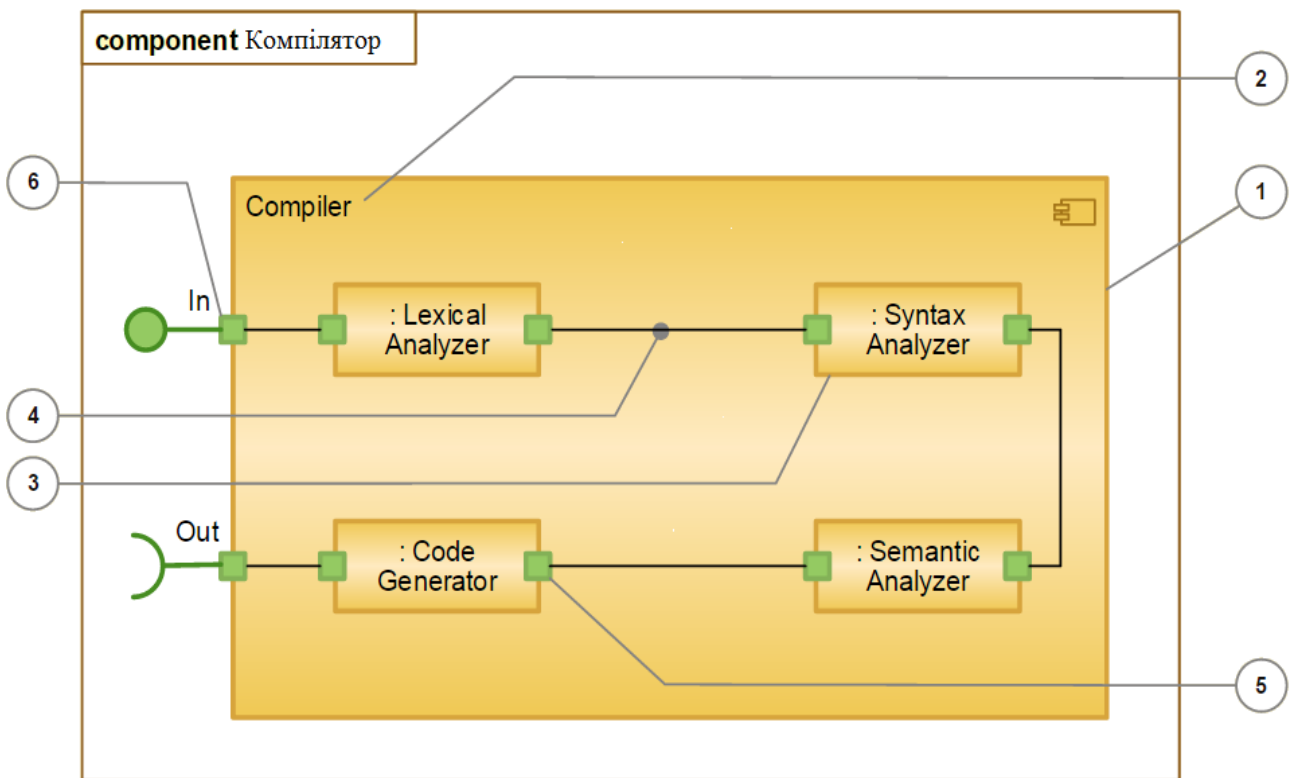 component Компілятор
2
6
1
Compiler
In
: Lexical
Analyzer
: Syntax
Analyzer
4
3
Out
: Code
Generator
: Semantic
Analyzer
5